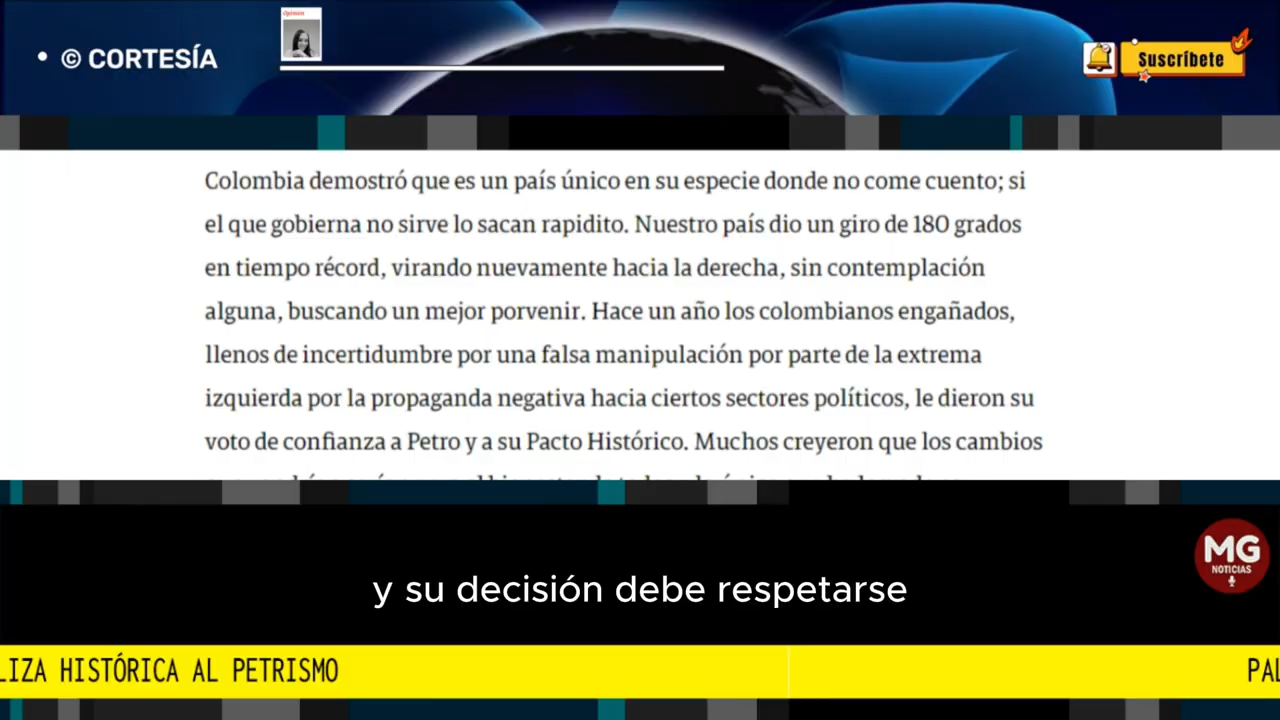 • © CORTESÍA
Opinión
Suscríbete
Colombia demostró que es un país único en su especie donde no come cuento; si
el que gobierna no sirve lo sacan rapidito. Nuestro país dio un giro de 180 grados
en tiempo récord, virando nuevamente hacia la derecha, sin contemplación
alguna, buscando un mejor porvenir. Hace un año los colombianos engañados,
llenos de incertidumbre por una falsa manipulación por parte de la extrema
izquierda por la propaganda negativa hacia ciertos sectores políticos, le dieron su
voto de confianza a Petro y a su Pacto Histórico. Muchos creyeron que los cambios
MG
NOTICIAS
y su decisión debe respetarse
LIZA HISTÓRICA AL PETRISMO
PAL